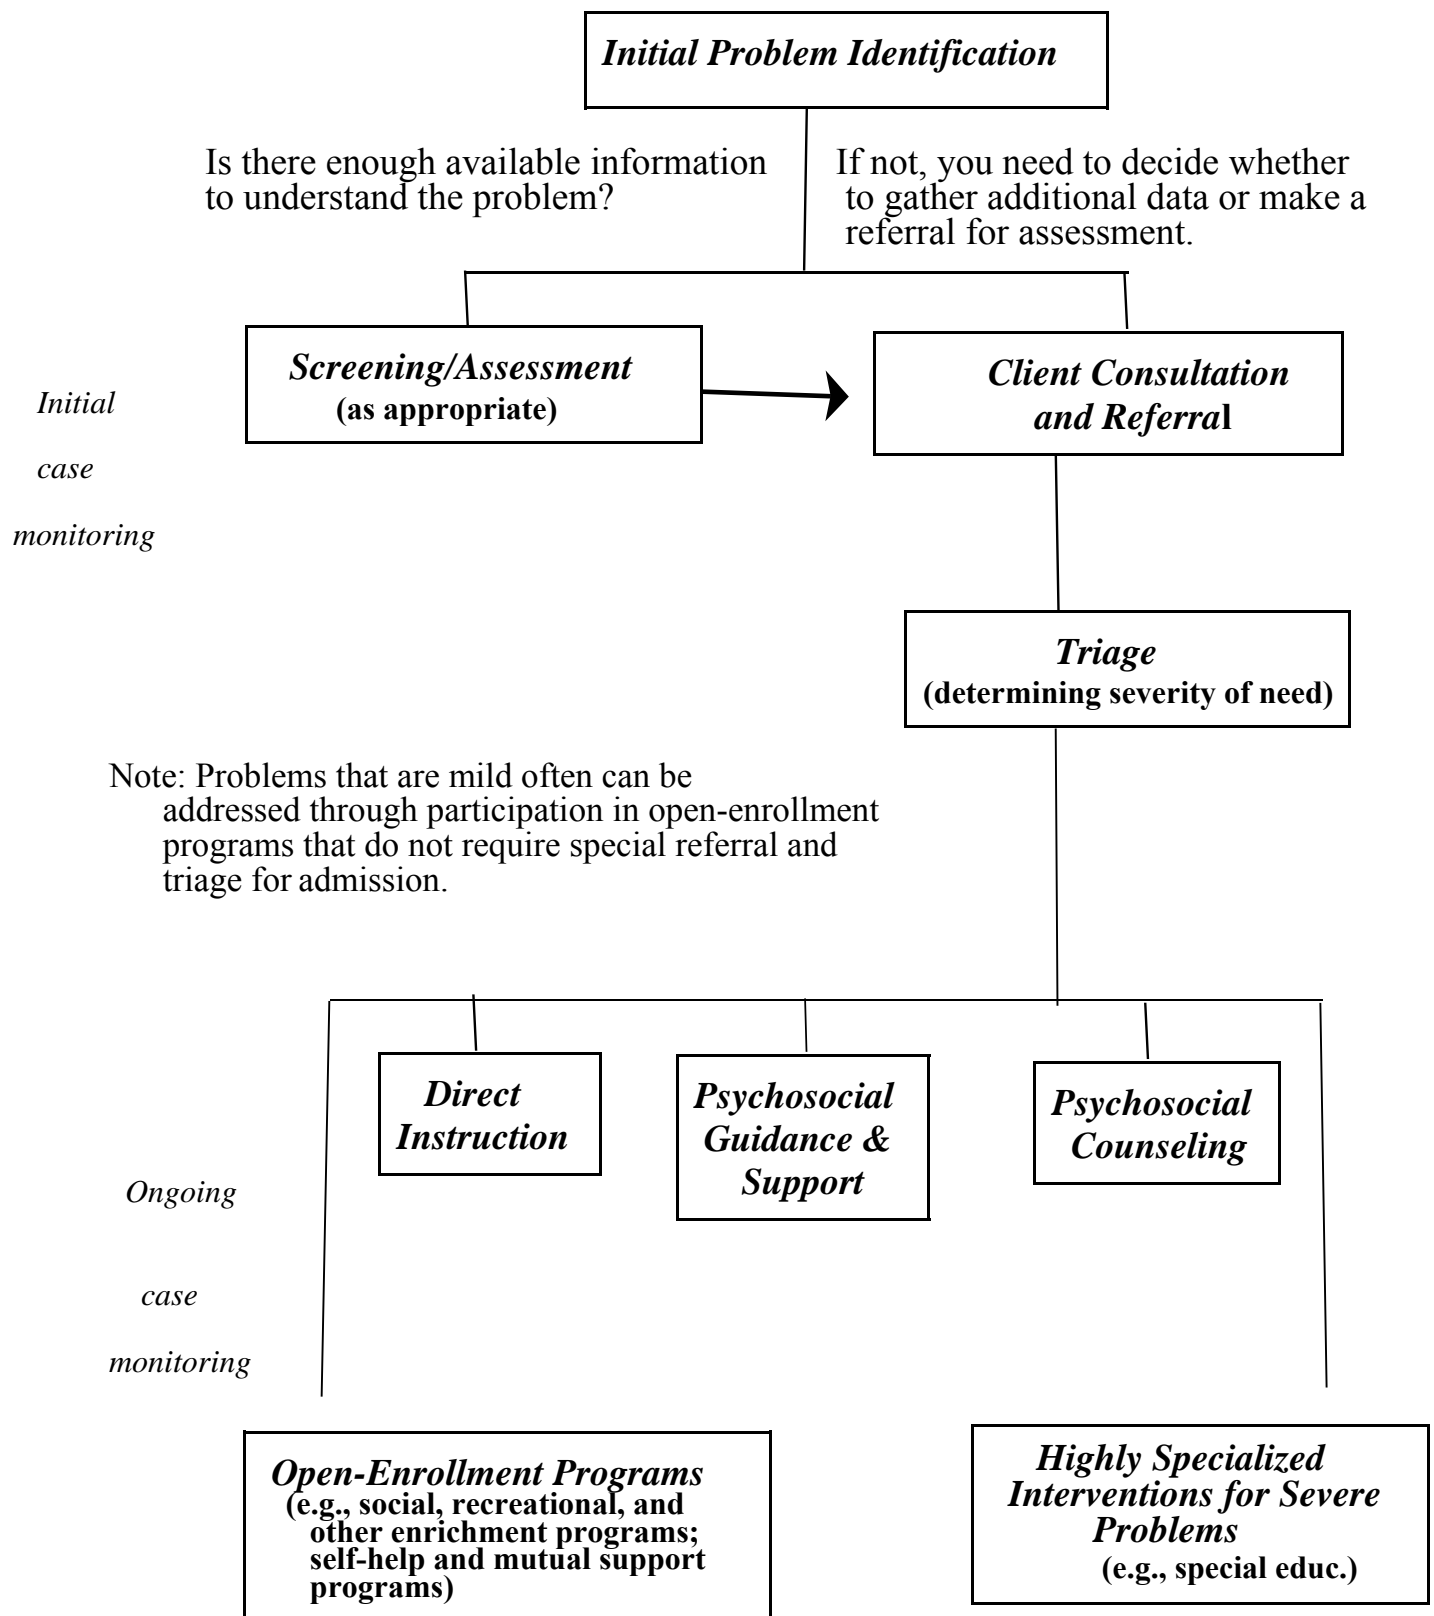 Initial Problem Identification
Is there enough available information
to understand the problem?
If not, you need to decide whether
to gather additional data or make a
referral for assessment.
Screening/Assessment
(as appropriate)
Client Consultation
and Referral
Initial
case
monitoring
Triage
(determining severity of need)
Note: Problems that are mild often can be
addressed through participation in open-enrollment
programs that do not require special referral and
triage for admission.
Direct
Instruction
Psychosocial
Guidance &
Support
Psychosocial
Counseling
Ongoing
case
monitoring
Open-Enrollment Programs
(e.g., social, recreational, and
other enrichment programs;
self-help and mutual support
programs)
Highly Specialized
Interventions for Severe
Problems
(e.g., special educ.)